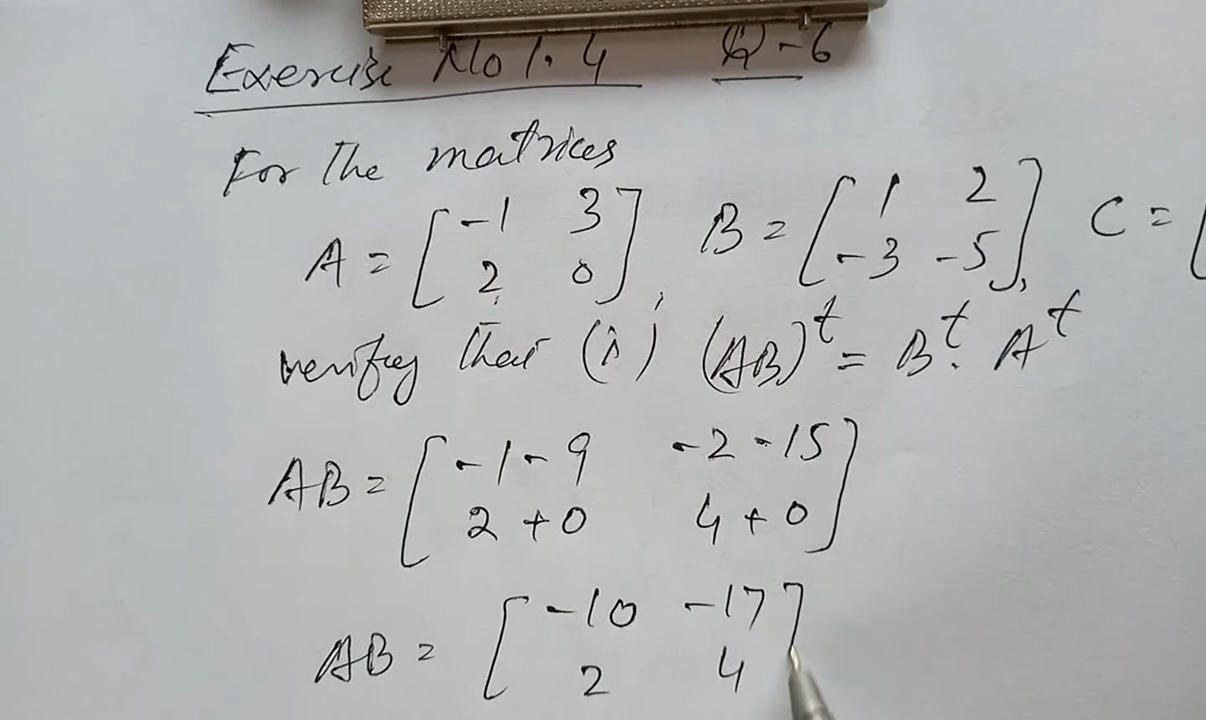 Exercise No 1.4 Q-6
For the matrices
A = [-1 3
2 0], B = [1 2
-3 -5], C = [
verify that (i) (AB)^t = B^t. A^t
AB = [-1-9 -2-15
2+0 4+0]
AB = [-10 -17
2 4]